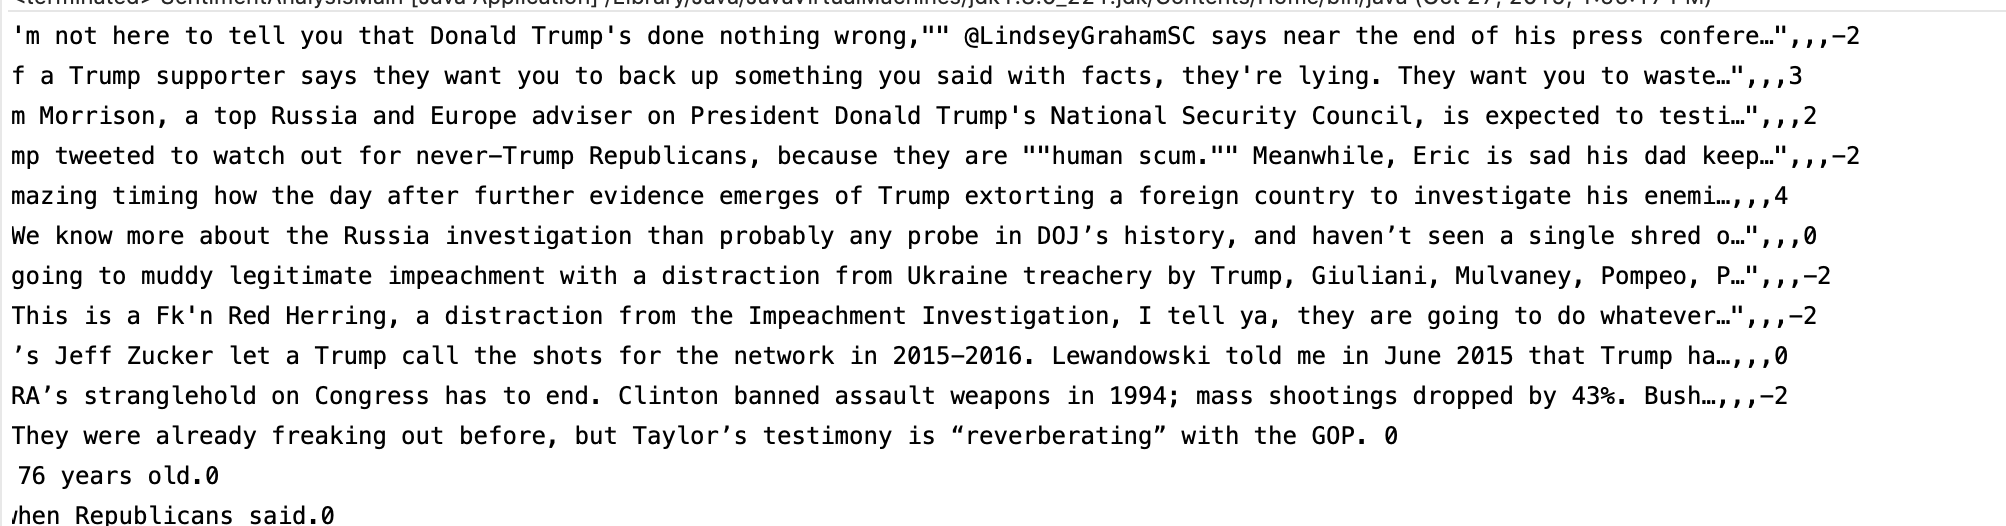 <terminated> SentimentAnalysisMain [Java Application] /Library/Java/JavaVirtualMachines/
'm not here to tell you that Donald Trump's done nothing wrong,"" @LindseyGrahamSC says near the end of his press confere…",,,-2
f a Trump supporter says they want you to back up something you said with facts, they're lying. They want you to waste…",,,3
m Morrison, a top Russia and Europe adviser on President Donald Trump's National Security Council, is expected to testi…",,,2
mp tweeted to watch out for never-Trump Republicans, because they are ""human scum."" Meanwhile, Eric is sad his dad keep…",,,-2
mazing timing how the day after further evidence emerges of Trump extorting a foreign country to investigate his enemi…,,,4
We know more about the Russia investigation than probably any probe in DOJ’s history, and haven’t seen a single shred o…",,,0
going to muddy legitimate impeachment with a distraction from Ukraine treachery by Trump, Giuliani, Mulvaney, Pompeo, P…",,,-2
This is a Fk'n Red Herring, a distraction from the Impeachment Investigation, I tell ya, they are going to do whatever…",,,-2
’s Jeff Zucker let a Trump call the shots for the network in 2015-2016. Lewandowski told me in June 2015 that Trump ha…,,,0
RA’s stranglehold on Congress has to end. Clinton banned assault weapons in 1994; mass shootings dropped by 43%. Bush…,,,-2
They were already freaking out before, but Taylor’s testimony is “reverberating” with the GOP. 0
76 years old.0
hen Republicans said.0